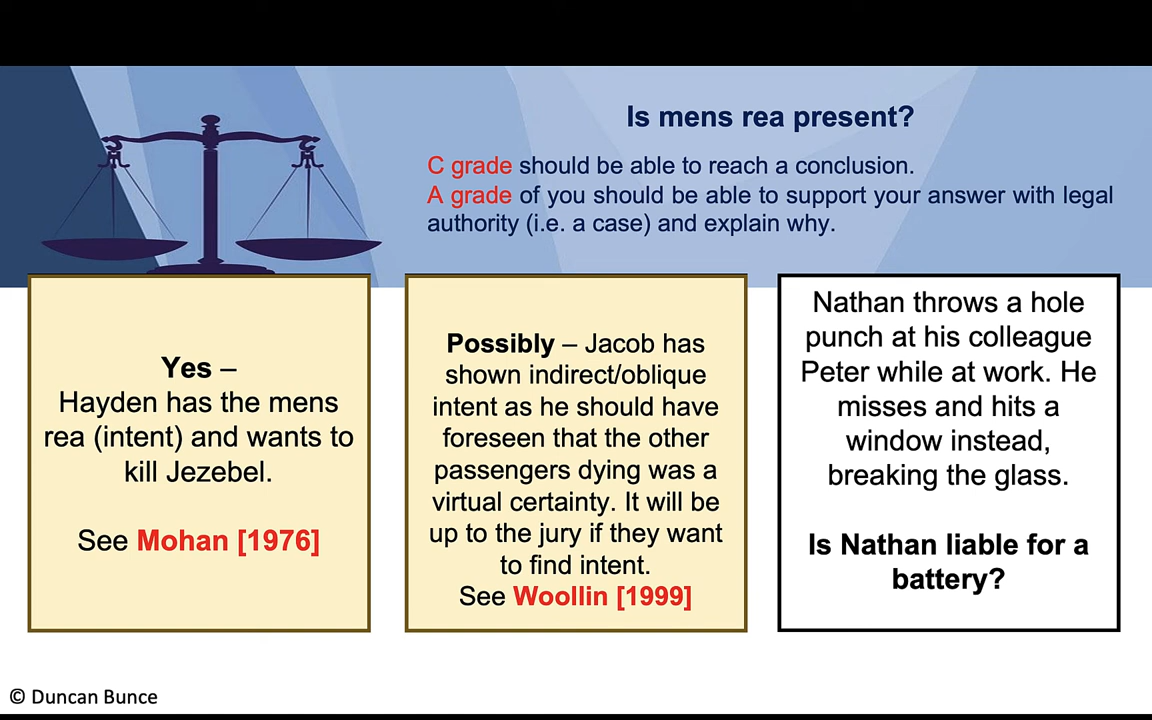 Is mens rea present?
C grade should be able to reach a conclusion.
A grade of you should be able to support your answer with legal
authority (i.e. a case) and explain why.
Yes –
Hayden has the mens
rea (intent) and wants to
kill Jezebel.
See Mohan [1976]
Possibly – Jacob has
shown indirect/oblique
intent as he should have
foreseen that the other
passengers dying was a
virtual certainty. It will be
up to the jury if they want
to find intent.
See Woollin [1999]
Nathan throws a hole
punch at his colleague
Peter while at work. He
misses and hits a
window instead,
breaking the glass.
Is Nathan liable for a
battery?
© Duncan Bunce